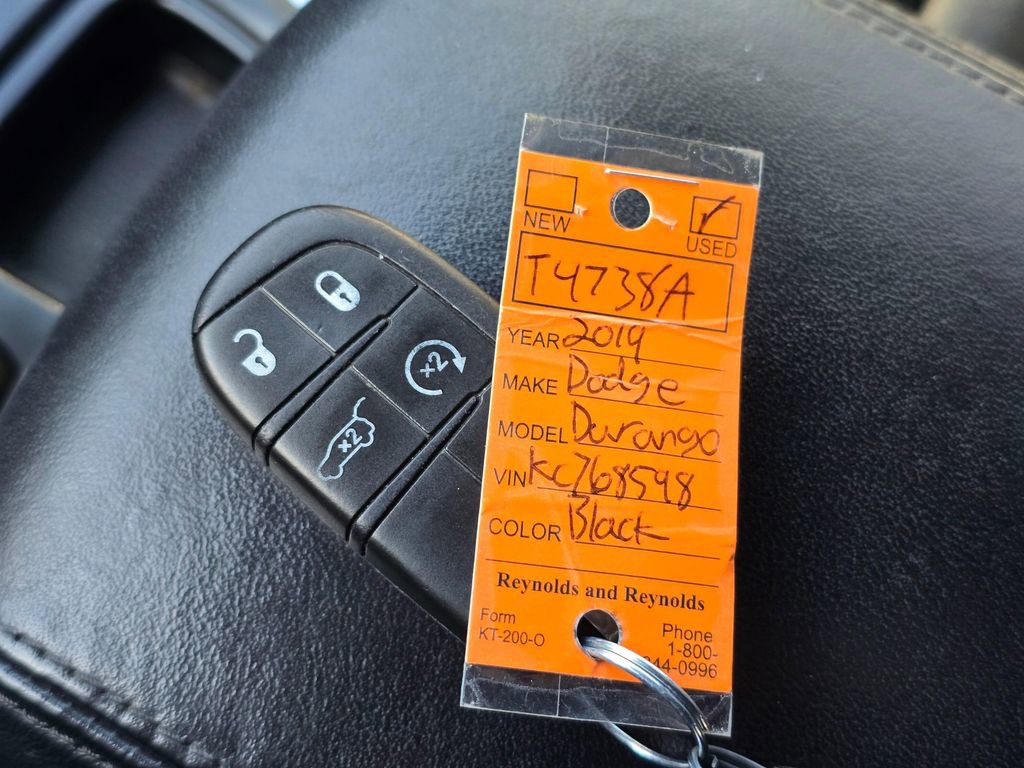 NEW
USED
T4738A
YEAR 2019
MAKE Dodge
MODEL Durango
VIN KC768598
COLOR Black
Reynolds and Reynolds
Form
KT-200-O
Phone
1-800-
344-0996
x2
x2